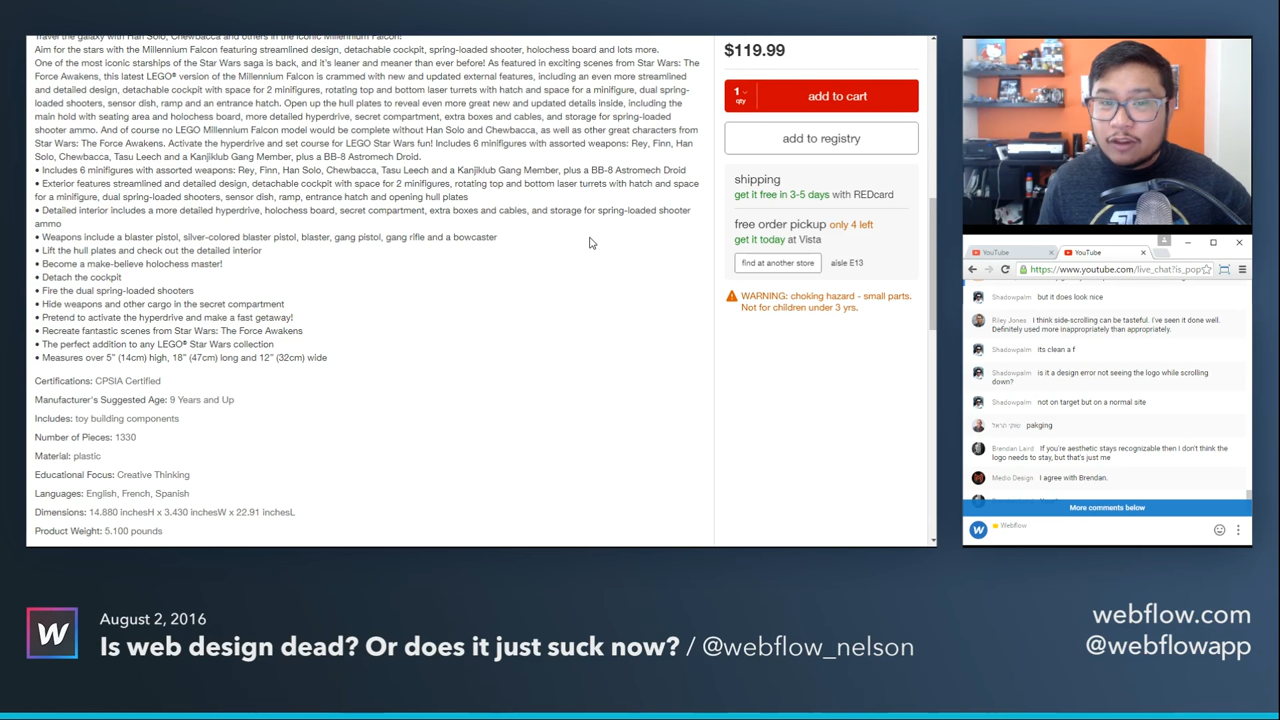 Travel the galaxy with Han Solo, Chewbacca and others in the iconic Millennium Falcon!
Aim for the stars with the Millennium Falcon featuring streamlined design, detachable cockpit, spring-loaded shooter, holochess board and lots more.
One of the most iconic starships of the Star Wars saga is back, and it's leaner and meaner than ever before! As featured in exciting scenes from Star Wars: The
Force Awakens, this latest LEGO® version of the Millennium Falcon is crammed with new and updated external features, including an even more streamlined
and detailed design, detachable cockpit with space for 2 minifigures, rotating top and bottom laser turrets with hatch and space for a minifigure, dual spring-
loaded shooters, sensor dish, ramp and an entrance hatch. Open up the hull plates to reveal even more great new and updated details inside, including the
main hold with seating area and holochess board, more detailed hyperdrive, secret compartment, extra boxes and cables, and storage for spring-loaded
shooter ammo. And of course no LEGO Millennium Falcon model would be complete without Han Solo and Chewbacca, as well as other great characters from
Star Wars: The Force Awakens. Activate the hyperdrive and set course for LEGO Star Wars fun! Includes 6 minifigures with assorted weapons: Rey, Finn, Han
Solo, Chewbacca, Tasu Leech and a Kanjiklub Gang Member, plus a BB-8 Astromech Droid.
• Includes 6 minifigures with assorted weapons: Rey, Finn, Han Solo, Chewbacca, Tasu Leech and a Kanjiklub Gang Member, plus a BB-8 Astromech Droid
• Exterior features streamlined and detailed design, detachable cockpit with space for 2 minifigures, rotating top and bottom laser turrets with hatch and space
for a minifigure, dual spring-loaded shooters, sensor dish, ramp, entrance hatch and opening hull plates
• Detailed interior includes a more detailed hyperdrive, holochess board, secret compartment, extra boxes and cables, and storage for spring-loaded shooter
ammo
• Weapons include a blaster pistol, silver-colored blaster pistol, blaster, gang pistol, gang rifle and a bowcaster
• Lift the hull plates and check out the detailed interior
• Become a make-believe holochess master!
• Detach the cockpit
• Fire the dual spring-loaded shooters
• Hide weapons and other cargo in the secret compartment
• Pretend to activate the hyperdrive and make a fast getaway!
• Recreate fantastic scenes from Star Wars: The Force Awakens
• The perfect addition to any LEGO® Star Wars collection
• Measures over 5” (14cm) high, 18” (47cm) long and 12” (32cm) wide
Certifications: CPSIA Certified
Manufacturer's Suggested Age: 9 Years and Up
Includes: toy building components
Number of Pieces: 1330
Material: plastic
Educational Focus: Creative Thinking
Languages: English, French, Spanish
Dimensions: 14.880 inchesH x 3.430 inchesW x 22.91 inchesL
Product Weight: 5.100 pounds
$119.99
1
qty
add to cart
add to registry
shipping
get it free in 3-5 days with REDcard
free order pickup only 4 left
get it today at Vista
find at another store
aisle E13
WARNING: choking hazard - small parts.
Not for children under 3 yrs.
YouTube
YouTube
https://www.youtube.com/live_chat?is_pop
Shadowpalm but it does look nice
Riley Jones I think side-scrolling can be tasteful. I've seen it done well.
Definitely used more inappropriately than appropriately.
Shadowpalm its clean a f
Shadowpalm is it a design error not seeing the logo while scrolling
down?
Shadowpalm not on target but on a normal site
pakging
Brendan Laird If you're aesthetic stays recognizable then I don't think the
logo needs to stay, but that's just me
Medio Design I agree with Brendan.
More comments below
W Webflow
W
August 2, 2016
Is web design dead? Or does it just suck now? / @webflow_nelson
webflow.com
@webflowapp